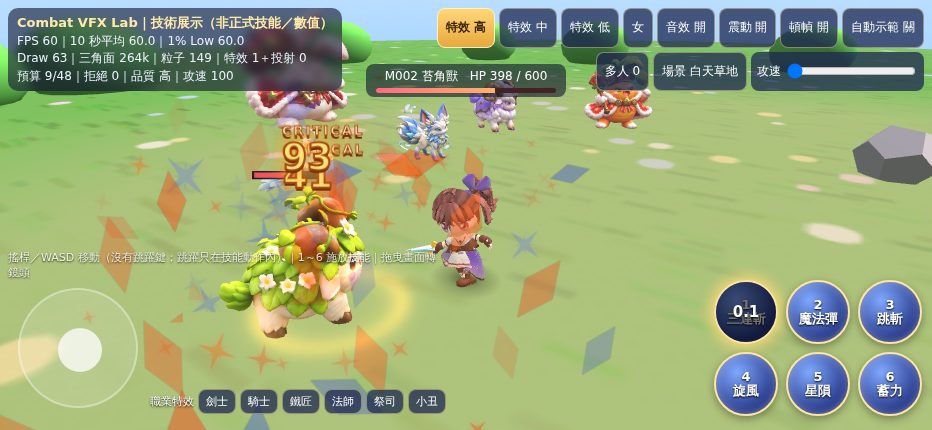 Combat VFX Lab｜技術展示（非正式技能／數值）
FPS 60｜10 秒平均 60.0｜1% Low 60.0
Draw 63｜三角面 264k｜粒子 149｜特效 1＋投射 0
預算 9/48｜拒絕 0｜品質 高｜攻速 100
特效 高
特效 中
特效 低
女
音效 開
震動 開
頓幀 開
自動示範 關
多人 0
場景 白天草地
攻速
M002 苔角獸 HP 398 / 600
CRITICAL
93
CAL
41
搖桿／WASD 移動（沒有跳躍鍵；跳躍只在技能動作內）｜1～6 施放技能｜拖曳畫面轉
鏡頭
0.1
三連斬
2
魔法彈
3
跳斬
4
旋風
5
星隕
6
蓄力
職業特效
劍士
騎士
鐵匠
法師
祭司
小丑